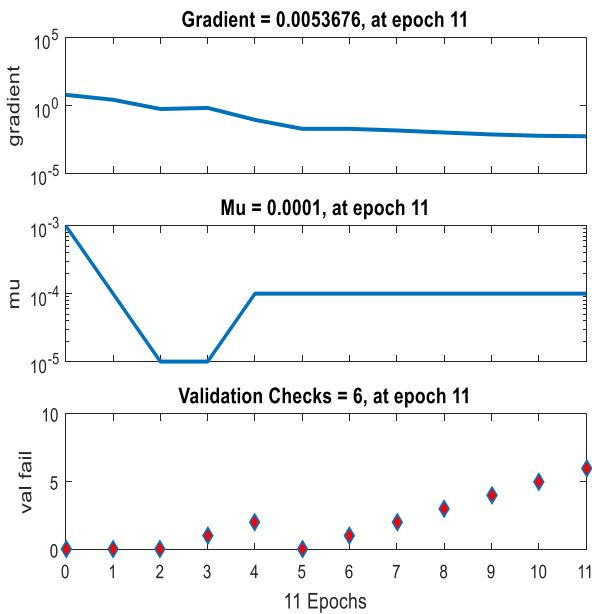 Gradient = 0.0053676, at epoch 11
10^5
10^0
10^-5
gradient
Mu = 0.0001, at epoch 11
10^-3
10^-4
10^-5
mu
Validation Checks = 6, at epoch 11
10
5
0
val fail
0 1 2 3 4 5 6 7 8 9 10 11
11 Epochs